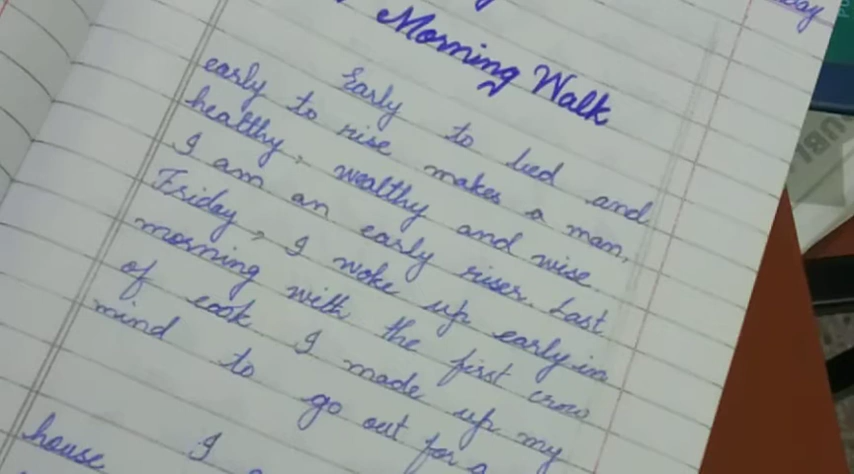 Morning Walk
Early to bed and
early to rise makes a man,
healthy, wealthy and wise.
I am an early riser. Last
Friday, I woke up early in
morning with the first crow
of cook. I made up my
mind to go out for a
house I